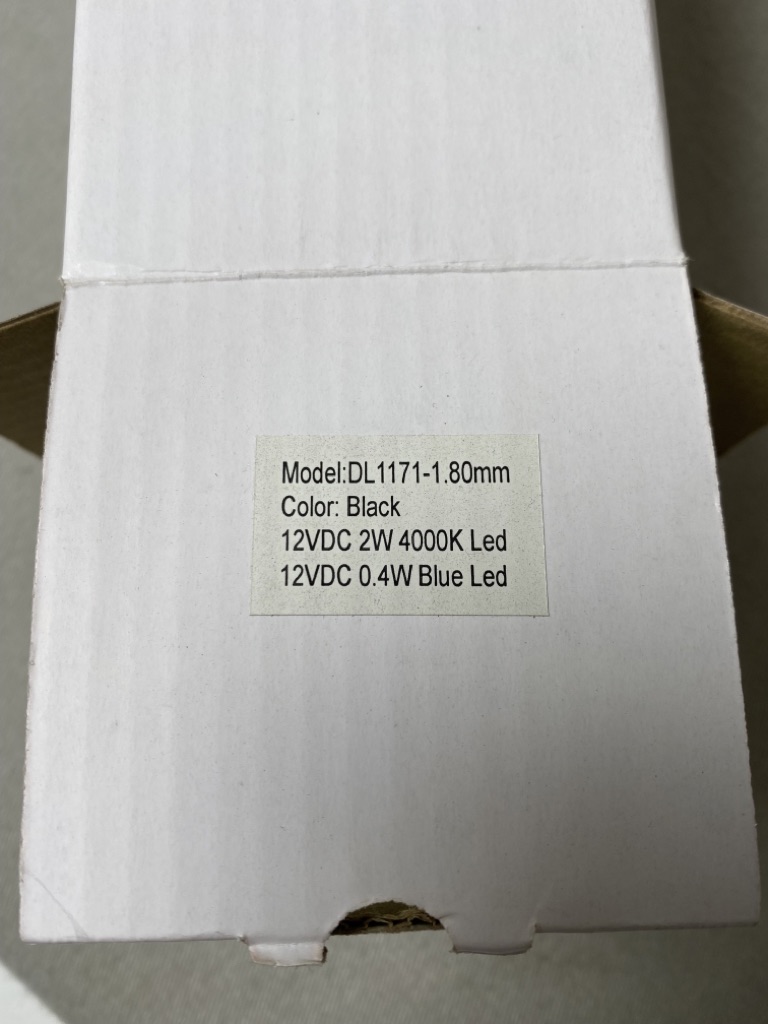 Model:DL1171-1.80mm
Color: Black
12VDC 2W 4000K Led
12VDC 0.4W Blue Led